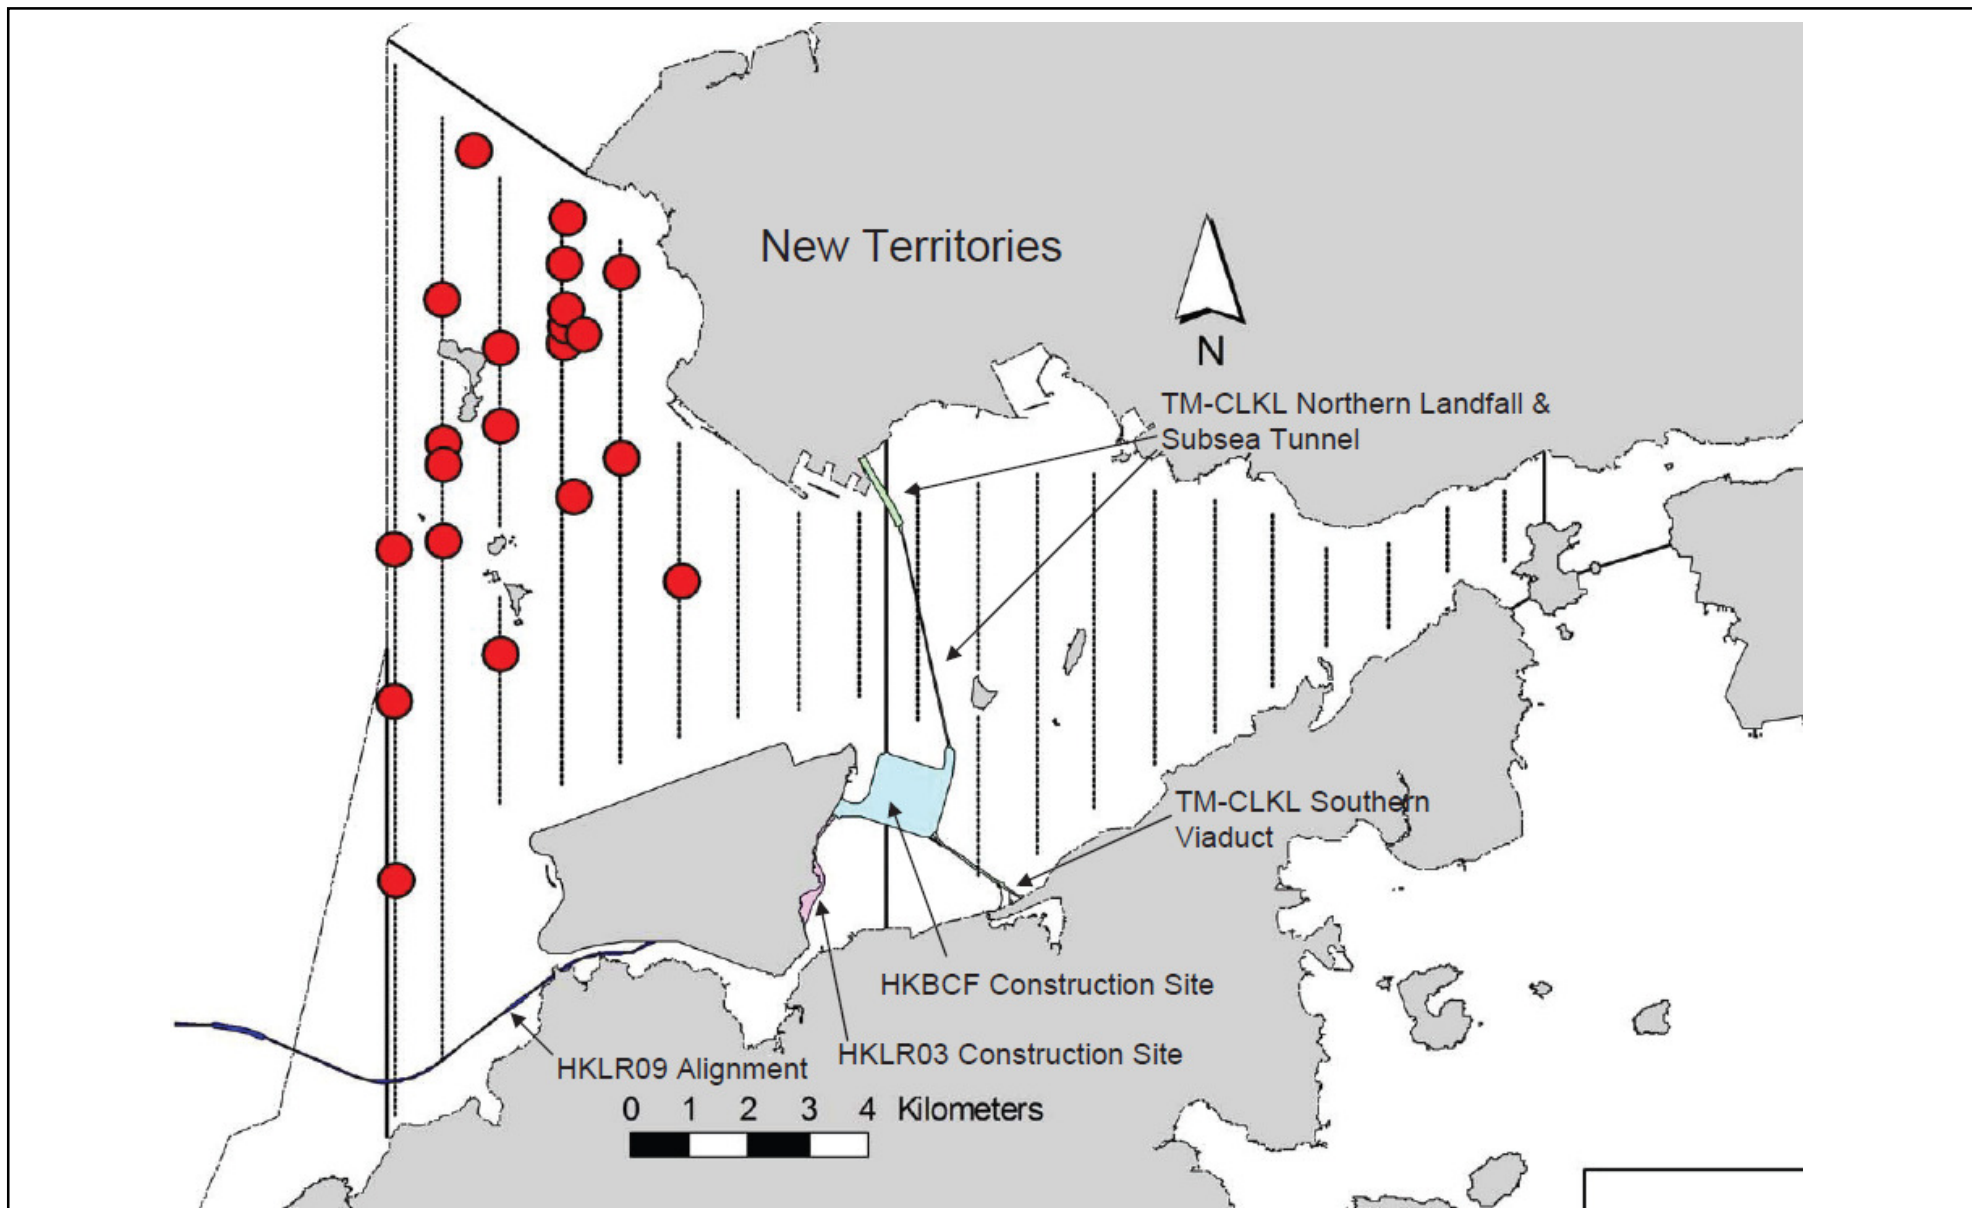 New Territories
N
TM-CLKL Northern Landfall &
Subsea Tunnel
TM-CLKL Southern
Viaduct
HKBCF Construction Site
HKLR03 Construction Site
HKLR09 Alignment
0 1 2 3 4 Kilometers